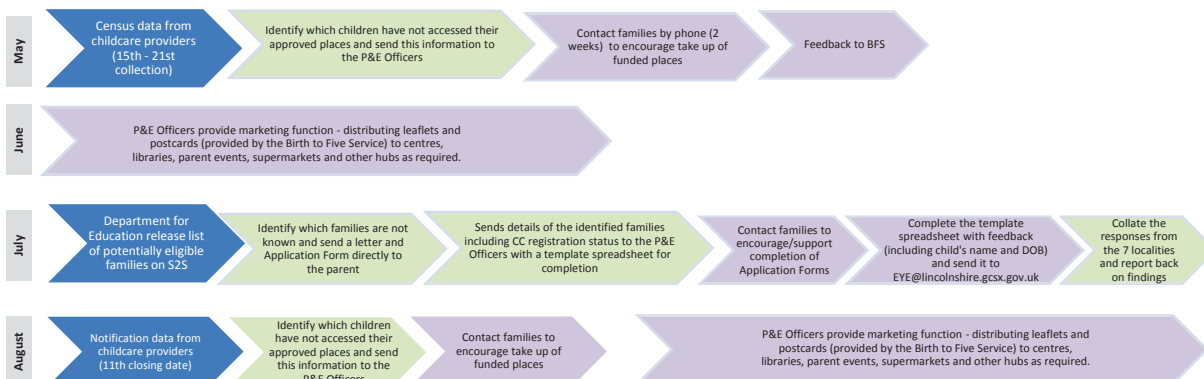 May
Census data from
childcare providers
(15th - 21st
collection)
Identify which children have not accessed their
approved places and send this information to
the P&E Officers
Contact families by phone (2
weeks)  to encourage take up of
funded places
Feedback to BFS
June
P&E Officers provide marketing function - distributing leaflets and
postcards (provided by the Birth to Five Service) to centres,
libraries, parent events, supermarkets and other hubs as required.
July
Department for
Education release list
of potentially eligible
families on S2S
Identify which families are not
known and send a letter and
Application Form directly to
the parent
Sends details of the identified families
including CC registration status to the P&E
Officers with a template spreadsheet for
completion
Contact families to
encourage/support
completion of
Application Forms
Complete the template
spreadsheet with feedback
(including child's name and DOB)
and send it to
EYE@lincolnshire.gcsx.gov.uk
Collate the
responses from
the 7 localities
and report back
on findings
August
Notification data from
childcare providers
(11th closing date)
Identify which children
have not accessed their
approved places and send
this information to the
P&E Officers
Contact families to
encourage take up of
funded places
P&E Officers provide marketing function - distributing leaflets and
postcards (provided by the Birth to Five Service) to centres,
libraries, parent events, supermarkets and other hubs as required.